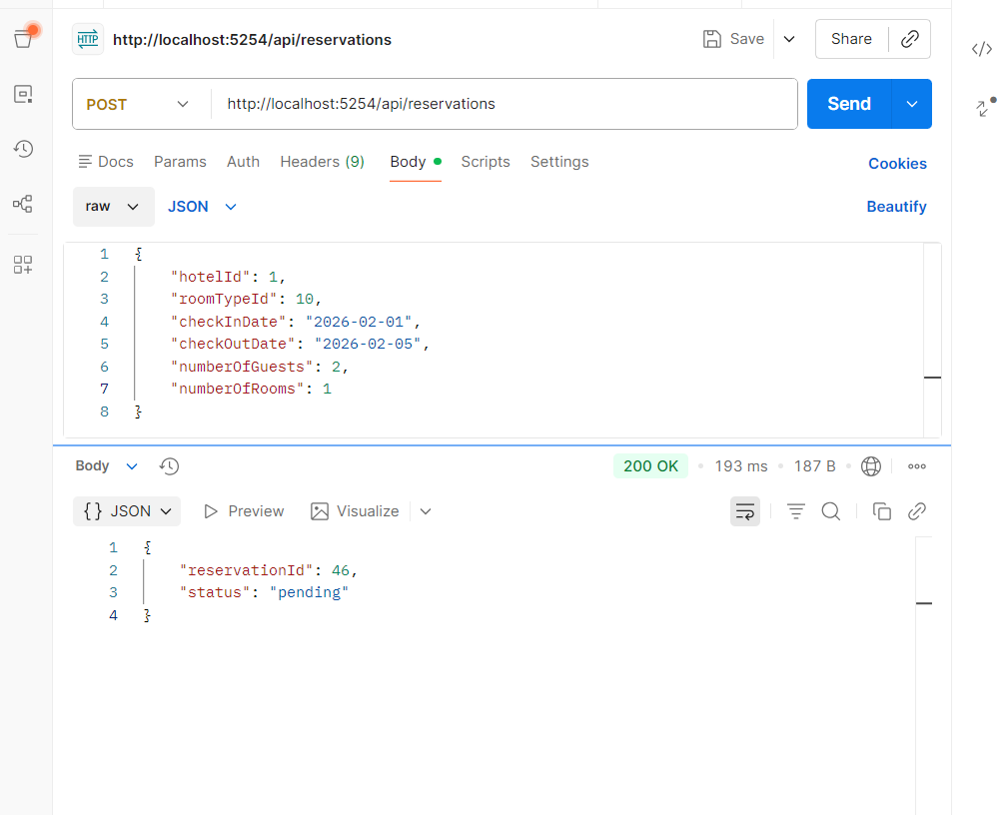 HTTP http://localhost:5254/api/reservations Save Share
POST http://localhost:5254/api/reservations Send
Docs Params Auth Headers (9) Body Scripts Settings Cookies
raw JSON Beautify
1 {
2 "hotelId": 1,
3 "roomTypeId": 10,
4 "checkInDate": "2026-02-01",
5 "checkOutDate": "2026-02-05",
6 "numberOfGuests": 2,
7 "numberOfRooms": 1
8 }
Body 200 OK 193 ms 187 B
{} JSON Preview Visualize
1 {
2 "reservationId": 46,
3 "status": "pending"
4 }